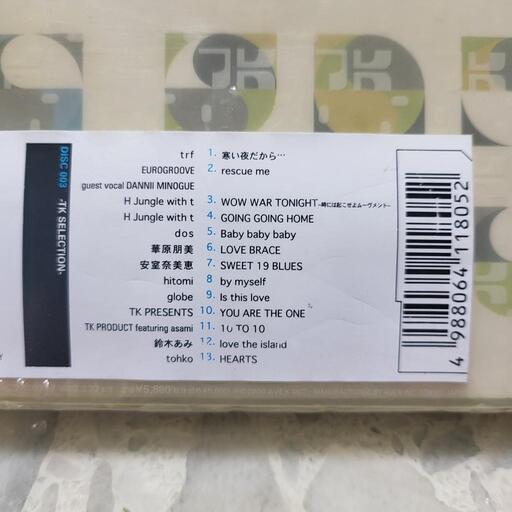 DISC 003
-TK SELECTION-
trf 1. 寒い夜だから…
EUROGROOVE 2. rescue me
guest vocal DANNII MINOGUE
H Jungle with t 3. WOW WAR TONIGHT-時には起こせよムーヴメント-
H Jungle with t 4. GOING GOING HOME
dos 5. Baby baby baby
華原朋美 6. LOVE BRACE
安室奈美恵 7. SWEET 19 BLUES
hitomi 8 by myself
globe 9. Is this love
TK PRESENTS 10. YOU ARE THE ONE
TK PRODUCT featuring asami 11. 10 TO 10
鈴木あみ 12. love the island
tohko 13. HEARTS
4 988064 118052
¥5,880